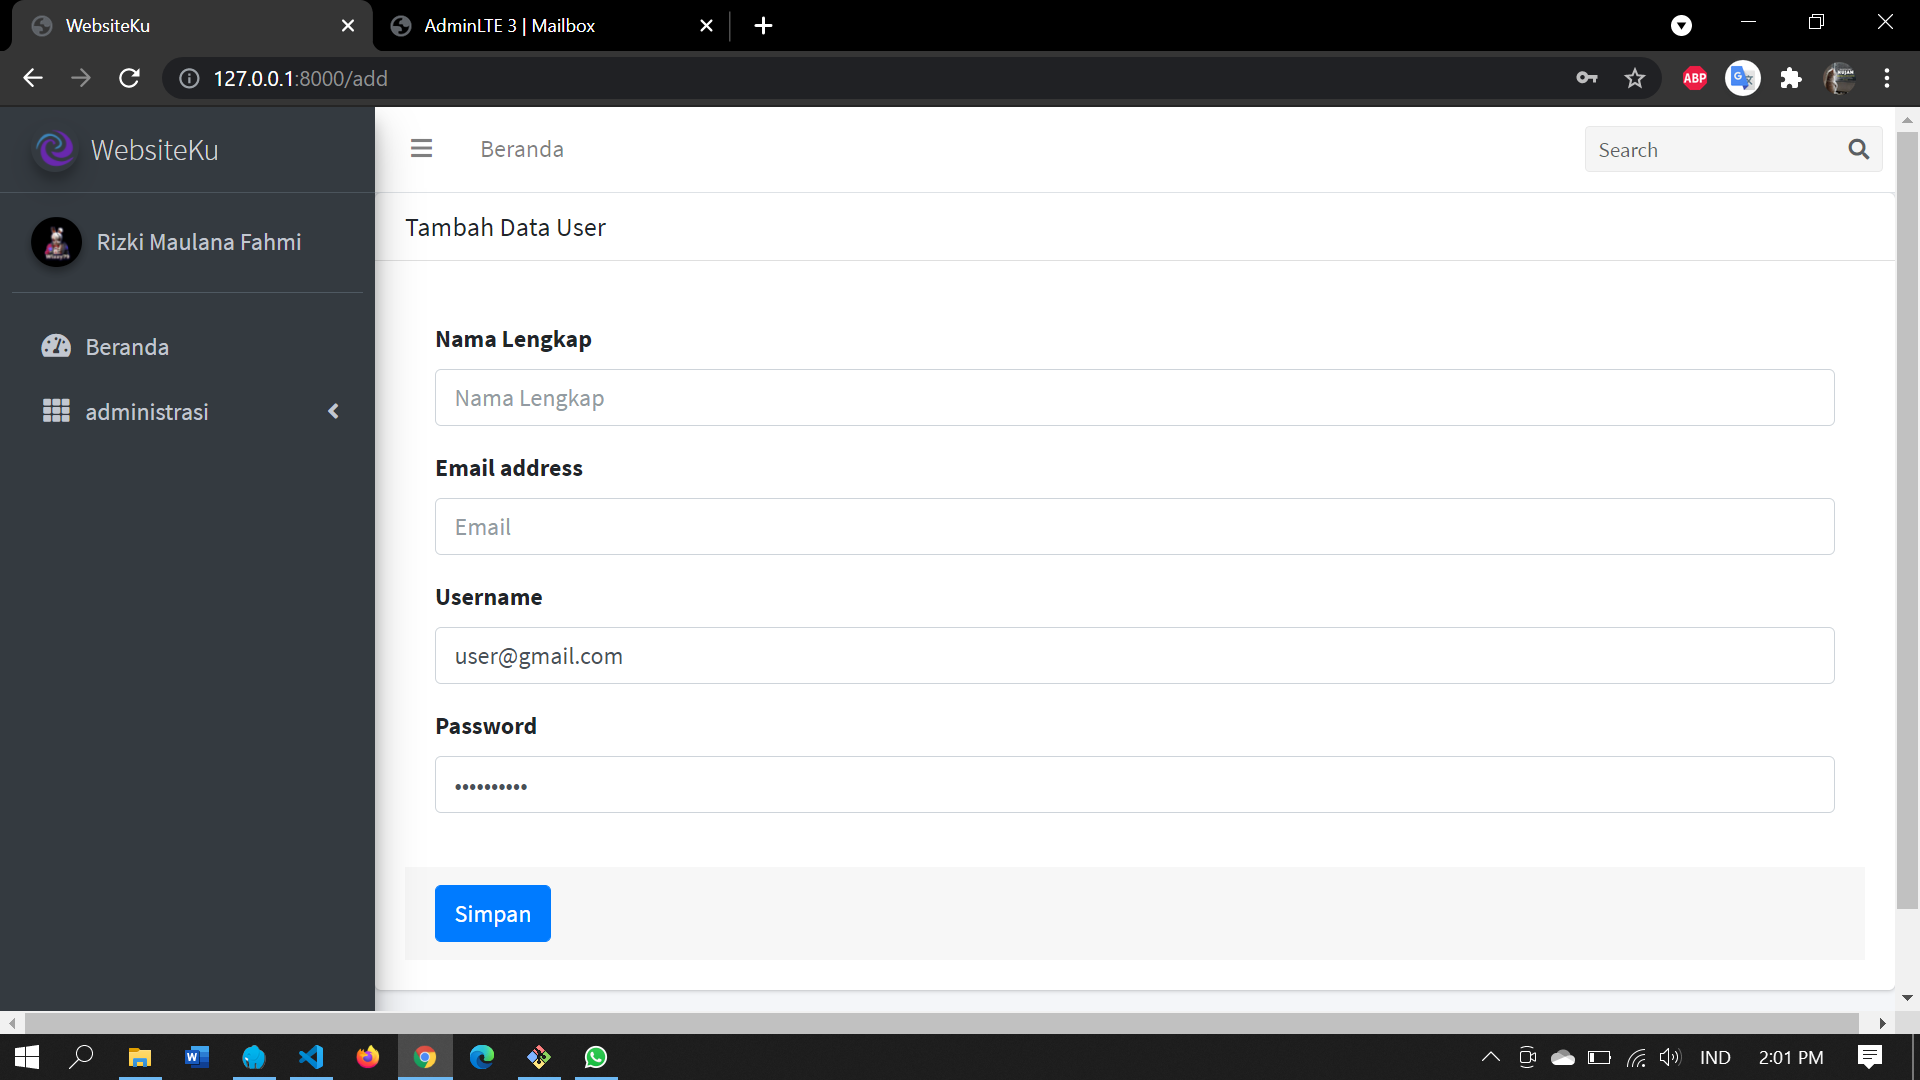 WebsiteKu
AdminLTE 3 | Mailbox
127.0.0.1:8000/add
ABP
WebsiteKu
Beranda
Search
Rizki Maulana Fahmi
Tambah Data User
Beranda
administrasi
Nama Lengkap
Nama Lengkap
Email address
Email
Username
user@gmail.com
Password
••••••••••
Simpan
IND
2:01 PM